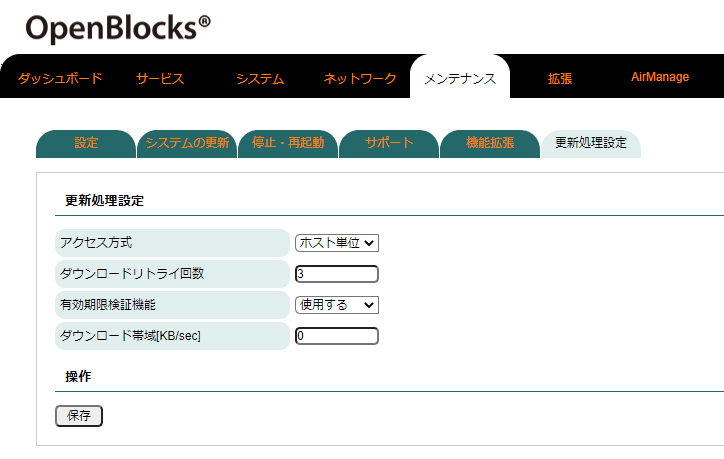 OpenBlocks®
ダッシュボード サービス システム ネットワーク メンテナンス 拡張 AirManage
設定 システムの更新 停止・再起動 サポート 機能拡張 更新処理設定
更新処理設定
アクセス方式 ホスト単位
ダウンロードリトライ回数 3
有効期限検証機能 使用する
ダウンロード帯域[KB/sec] 0
操作
保存